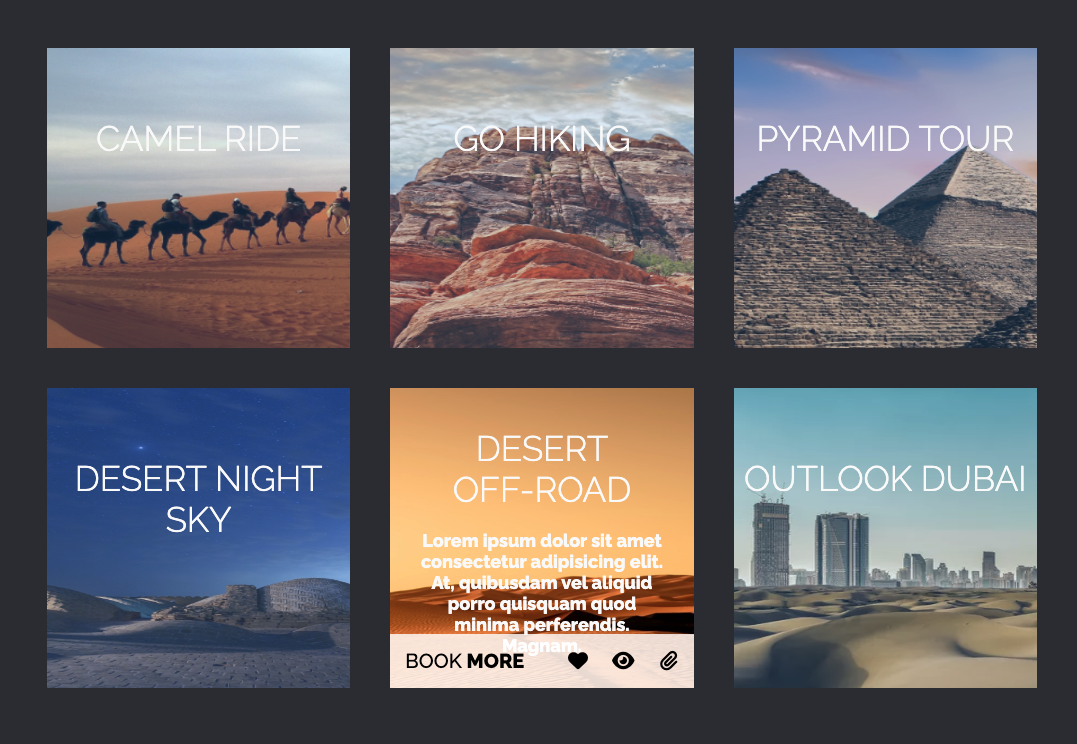 CAMEL RIDE
GO HIKING
PYRAMID TOUR
DESERT NIGHT
SKY
DESERT
OFF-ROAD
Lorem ipsum dolor sit amet
consectetur adipisicing elit.
At, quibusdam vel aliquid
porro quisquam quod
minima perferendis.
Magnam.
BOOK MORE
OUTLOOK DUBAI